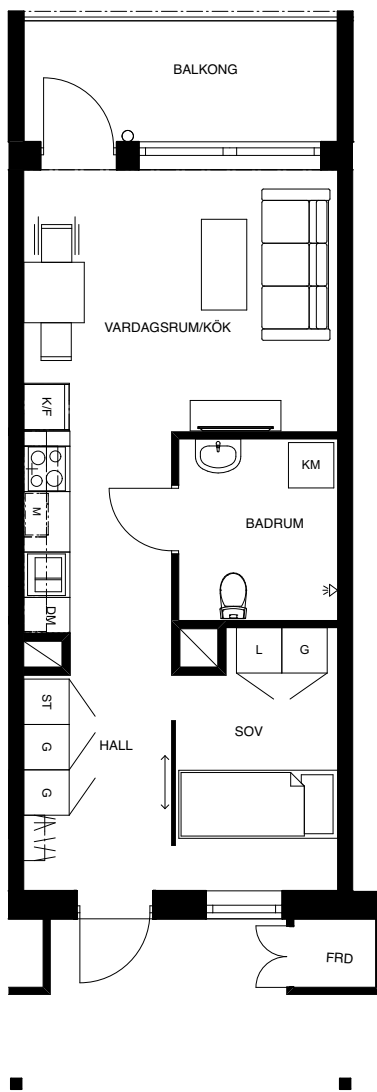 BALKONG
VARDAGSRUM/KÖK
K/F
KM
M
BADRUM
DM
L G
ST
SOV
HALL
G
G
FRD